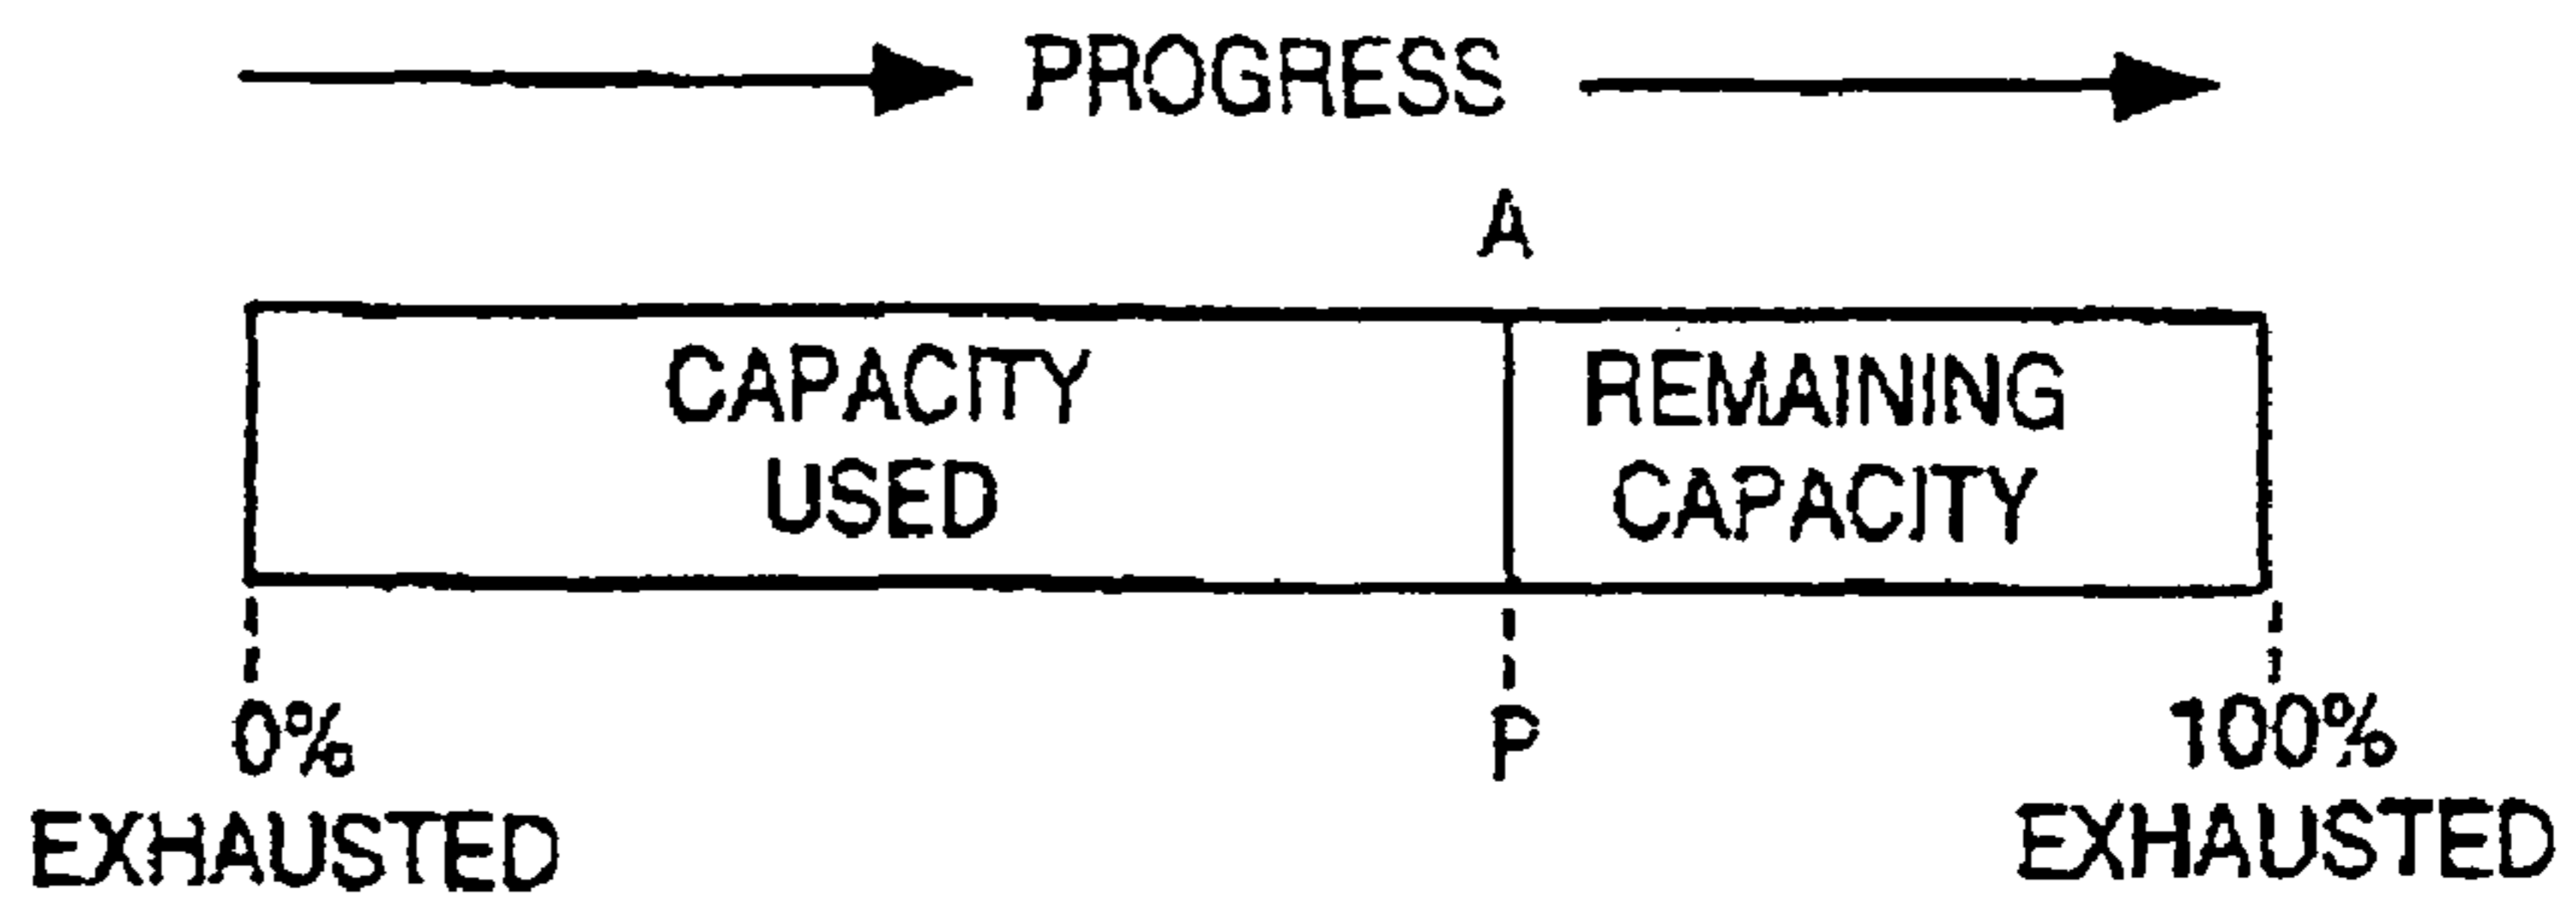 PROGRESS
A
CAPACITY
USED
REMAINING
CAPACITY
0%
EXHAUSTED
P
100%
EXHAUSTED